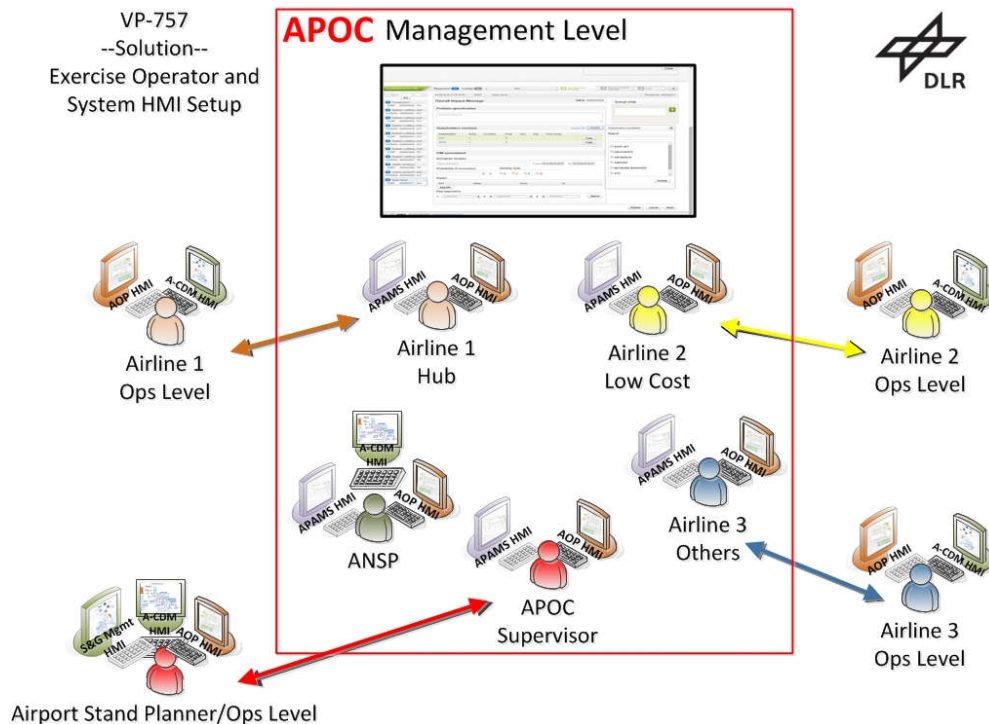 VP-757
--Solution--
Exercise Operator and
System HMI Setup
APOC Management Level
DLR
AOP HMI
A-CDM HMI
Airline 1
Ops Level
APAMS HMI
AOP HMI
Airline 1
Hub
APAMS HMI
AOP HMI
Airline 2
Low Cost
AOP HMI
A-CDM HMI
Airline 2
Ops Level
A-CDM
HMI
APAMS HMI
AOP HMI
ANSP
APAMS HMI
AOP HMI
APOC
Supervisor
APAMS HMI
AOP HMI
Airline 3
Others
AOP HMI
A-CDM HMI
Airline 3
Ops Level
S&G Mgmt
HMI
A-CDM
HMI
AOP HMI
Airport Stand Planner/Ops Level